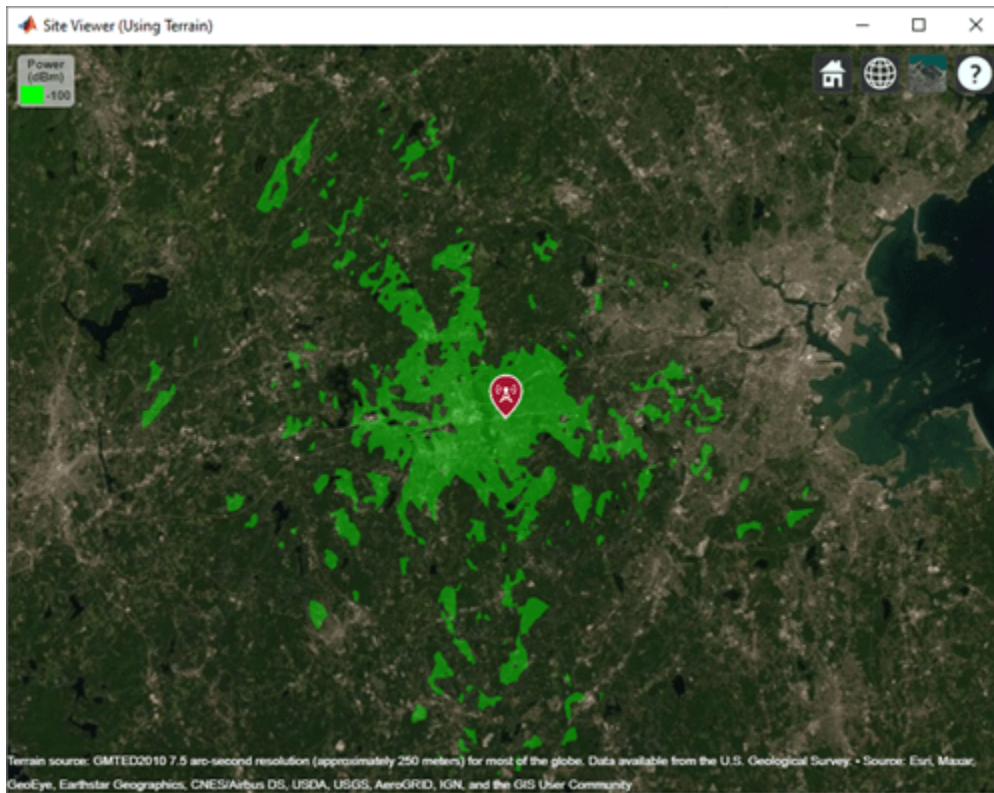 Site Viewer (Using Terrain)
Power
(dBm)
-100
?
Terrain source: GMTED2010 7.5 arc-second resolution (approximately 250 meters) for most of the globe. Data available from the U.S. Geological Survey. • Source: Esri, Maxar,
GeoEye, Earthstar Geographics, CNES/Airbus DS, USDA, USGS, AeroGRID, IGN, and the GIS User Community